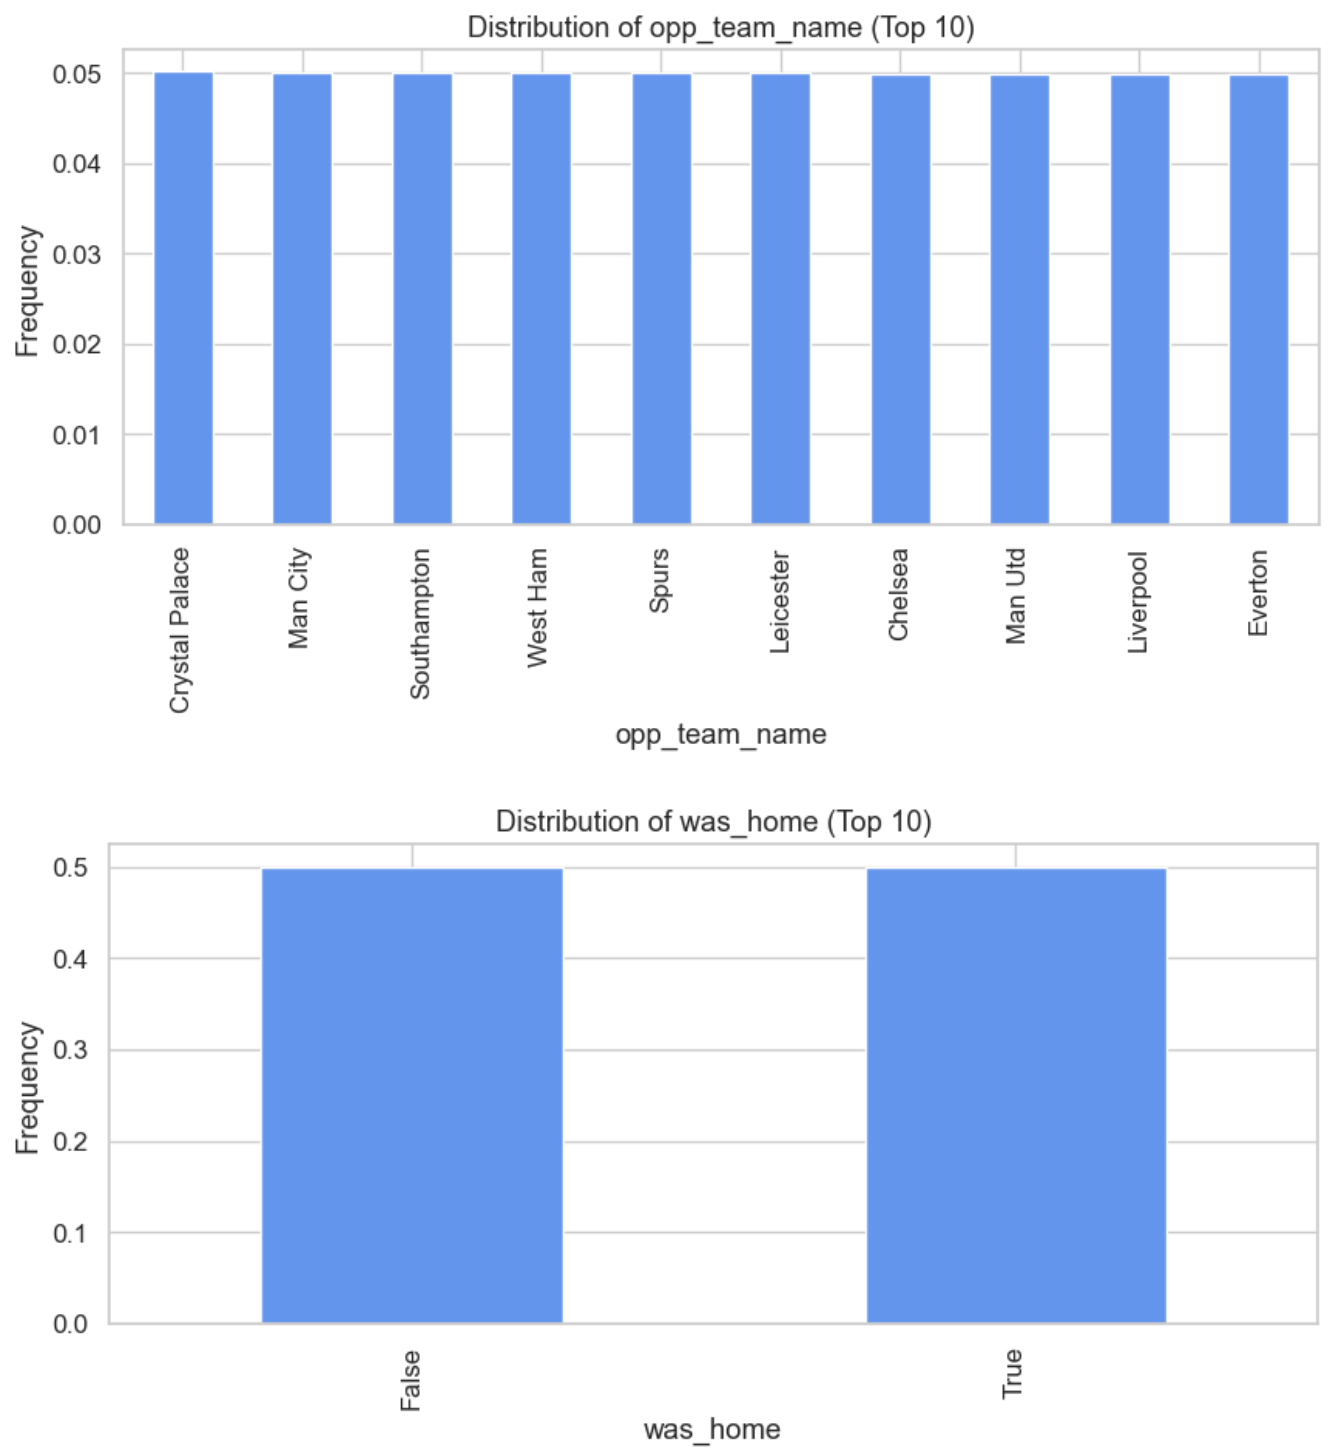 Distribution of opp_team_name (Top 10)
0.05
0.04
0.03
0.02
0.01
0.00
Frequency
Crystal Palace
Man City
Southampton
West Ham
Spurs
Leicester
Chelsea
Man Utd
Liverpool
Everton
opp_team_name
Distribution of was_home (Top 10)
0.5
0.4
0.3
0.2
0.1
0.0
Frequency
False
True
was_home